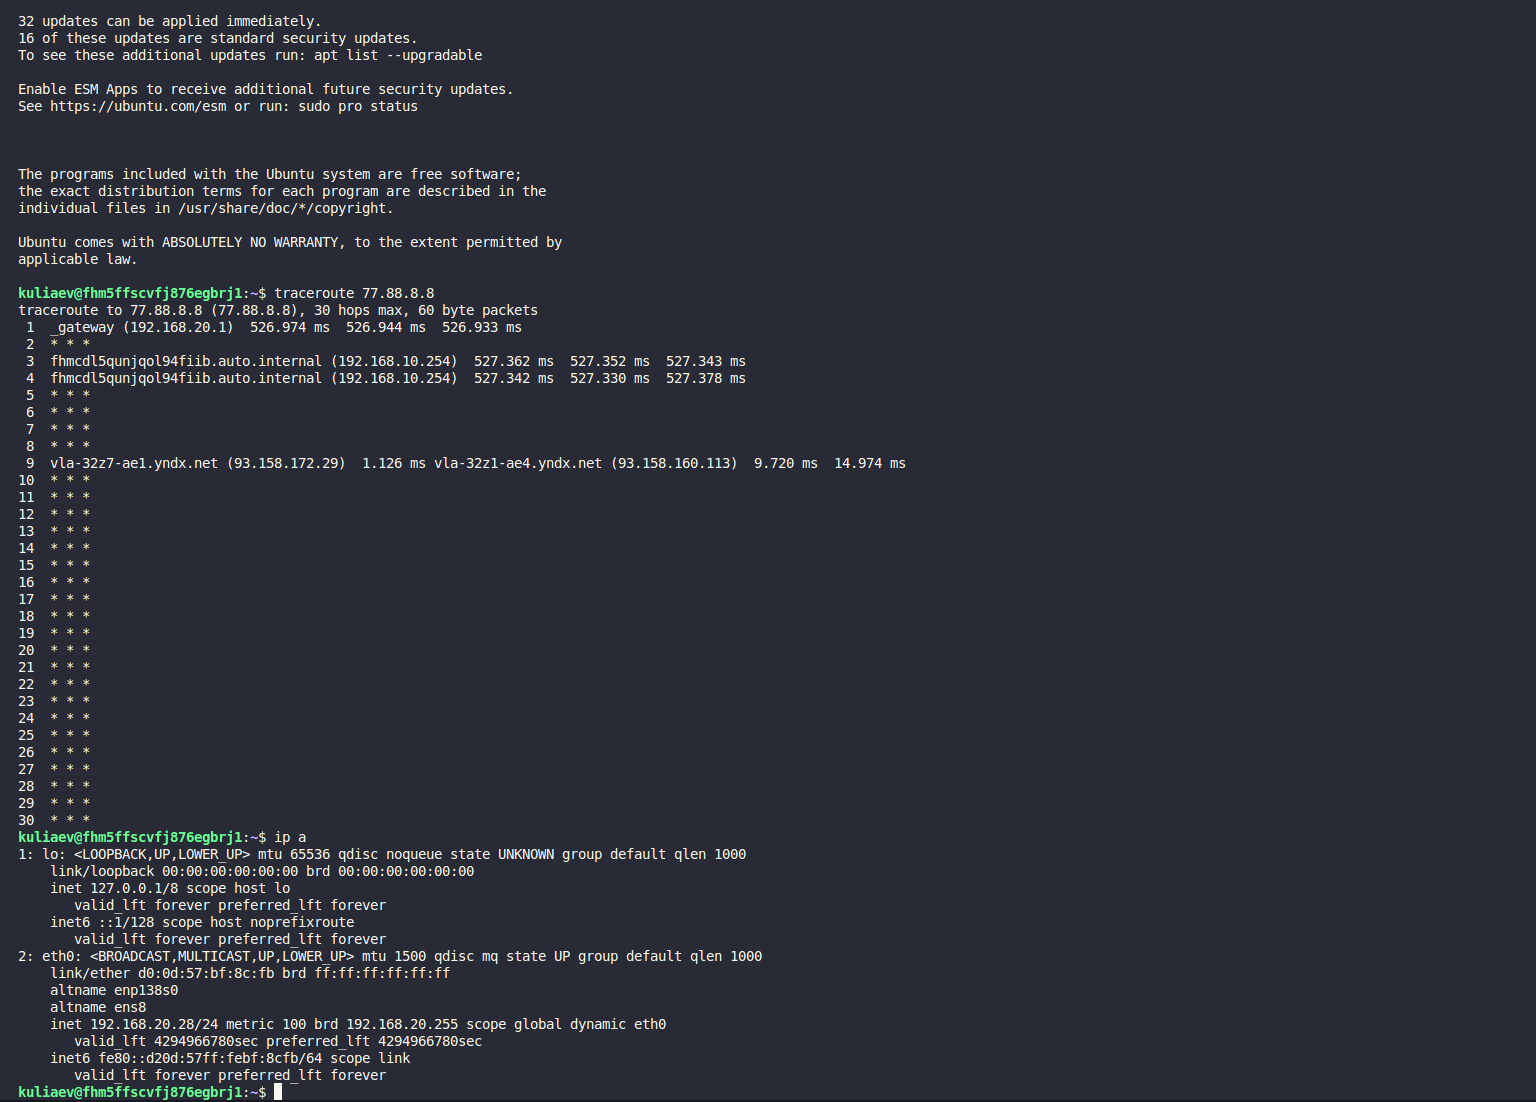 32 updates can be applied immediately.
16 of these updates are standard security updates.
To see these additional updates run: apt list --upgradable
Enable ESM Apps to receive additional future security updates.
See https://ubuntu.com/esm or run: sudo pro status
The programs included with the Ubuntu system are free software;
the exact distribution terms for each program are described in the
individual files in /usr/share/doc/*/copyright.
Ubuntu comes with ABSOLUTELY NO WARRANTY, to the extent permitted by
applicable law.
kuliaev@fhm5ffscvfj876egbrj1:~$ traceroute 77.88.8.8
traceroute to 77.88.8.8 (77.88.8.8), 30 hops max, 60 byte packets
 1  _gateway (192.168.20.1)  526.974 ms  526.944 ms  526.933 ms
 2  * * *
 3  fhmcdl5qunjqol94fiib.auto.internal (192.168.10.254)  527.362 ms  527.352 ms  527.343 ms
 4  fhmcdl5qunjqol94fiib.auto.internal (192.168.10.254)  527.342 ms  527.330 ms  527.378 ms
 5  * * *
 6  * * *
 7  * * *
 8  * * *
 9  vla-32z7-ae1.yndx.net (93.158.172.29)  1.126 ms vla-32z1-ae4.yndx.net (93.158.160.113)  9.720 ms  14.974 ms
10  * * *
11  * * *
12  * * *
13  * * *
14  * * *
15  * * *
16  * * *
17  * * *
18  * * *
19  * * *
20  * * *
21  * * *
22  * * *
23  * * *
24  * * *
25  * * *
26  * * *
27  * * *
28  * * *
29  * * *
30  * * *
kuliaev@fhm5ffscvfj876egbrj1:~$ ip a
1: lo: <LOOPBACK,UP,LOWER_UP> mtu 65536 qdisc noqueue state UNKNOWN group default qlen 1000
    link/loopback 00:00:00:00:00:00 brd 00:00:00:00:00:00
    inet 127.0.0.1/8 scope host lo
       valid_lft forever preferred_lft forever
    inet6 ::1/128 scope host noprefixroute
       valid_lft forever preferred_lft forever
2: eth0: <BROADCAST,MULTICAST,UP,LOWER_UP> mtu 1500 qdisc mq state UP group default qlen 1000
    link/ether d0:0d:57:bf:8c:fb brd ff:ff:ff:ff:ff:ff
    altname enp138s0
    altname ens8
    inet 192.168.20.28/24 metric 100 brd 192.168.20.255 scope global dynamic eth0
       valid_lft 4294966780sec preferred_lft 4294966780sec
    inet6 fe80::d20d:57ff:febf:8cfb/64 scope link
       valid_lft forever preferred_lft forever
kuliaev@fhm5ffscvfj876egbrj1:~$